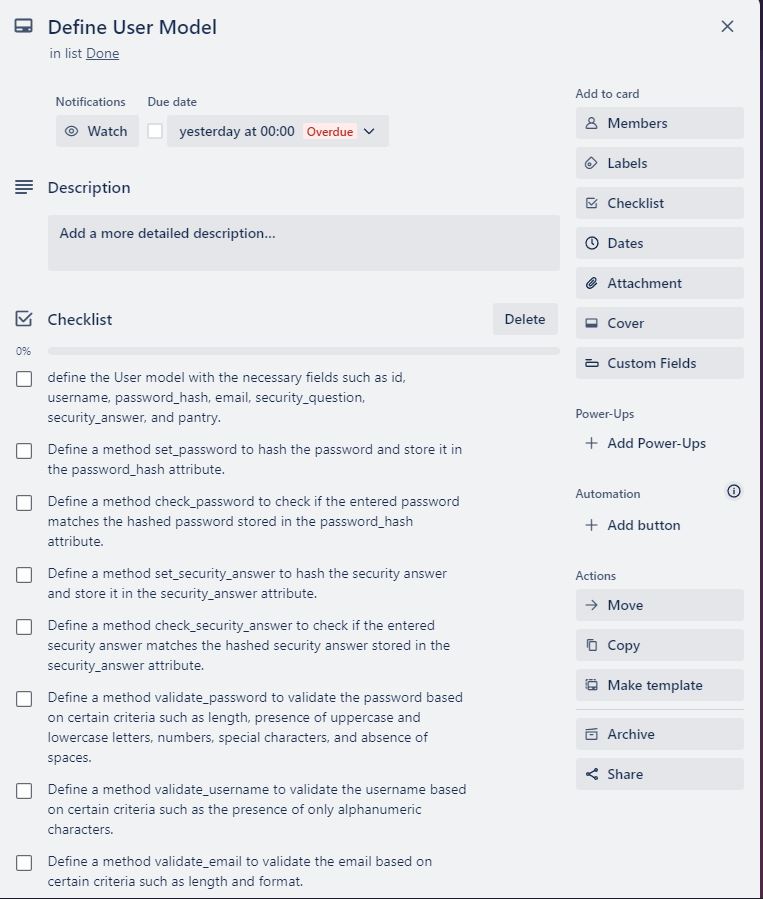 Define User Model
in list Done
Notifications
Due date
Watch
yesterday at 00:00 Overdue
Description
Add a more detailed description...
Checklist
Delete
0%
define the User model with the necessary fields such as id,
username, password_hash, email, security_question,
security_answer, and pantry.
Define a method set_password to hash the password and store it in
the password_hash attribute.
Define a method check_password to check if the entered password
matches the hashed password stored in the password_hash
attribute.
Define a method set_security_answer to hash the security answer
and store it in the security_answer attribute.
Define a method check_security_answer to check if the entered
security answer matches the hashed security answer stored in the
security_answer attribute.
Define a method validate_password to validate the password based
on certain criteria such as length, presence of uppercase and
lowercase letters, numbers, special characters, and absence of
spaces.
Define a method validate_username to validate the username based
on certain criteria such as the presence of only alphanumeric
characters.
Define a method validate_email to validate the email based on
certain criteria such as length and format.
Add to card
Members
Labels
Checklist
Dates
Attachment
Cover
Custom Fields
Power-Ups
Add Power-Ups
Automation
Add button
Actions
Move
Copy
Make template
Archive
Share